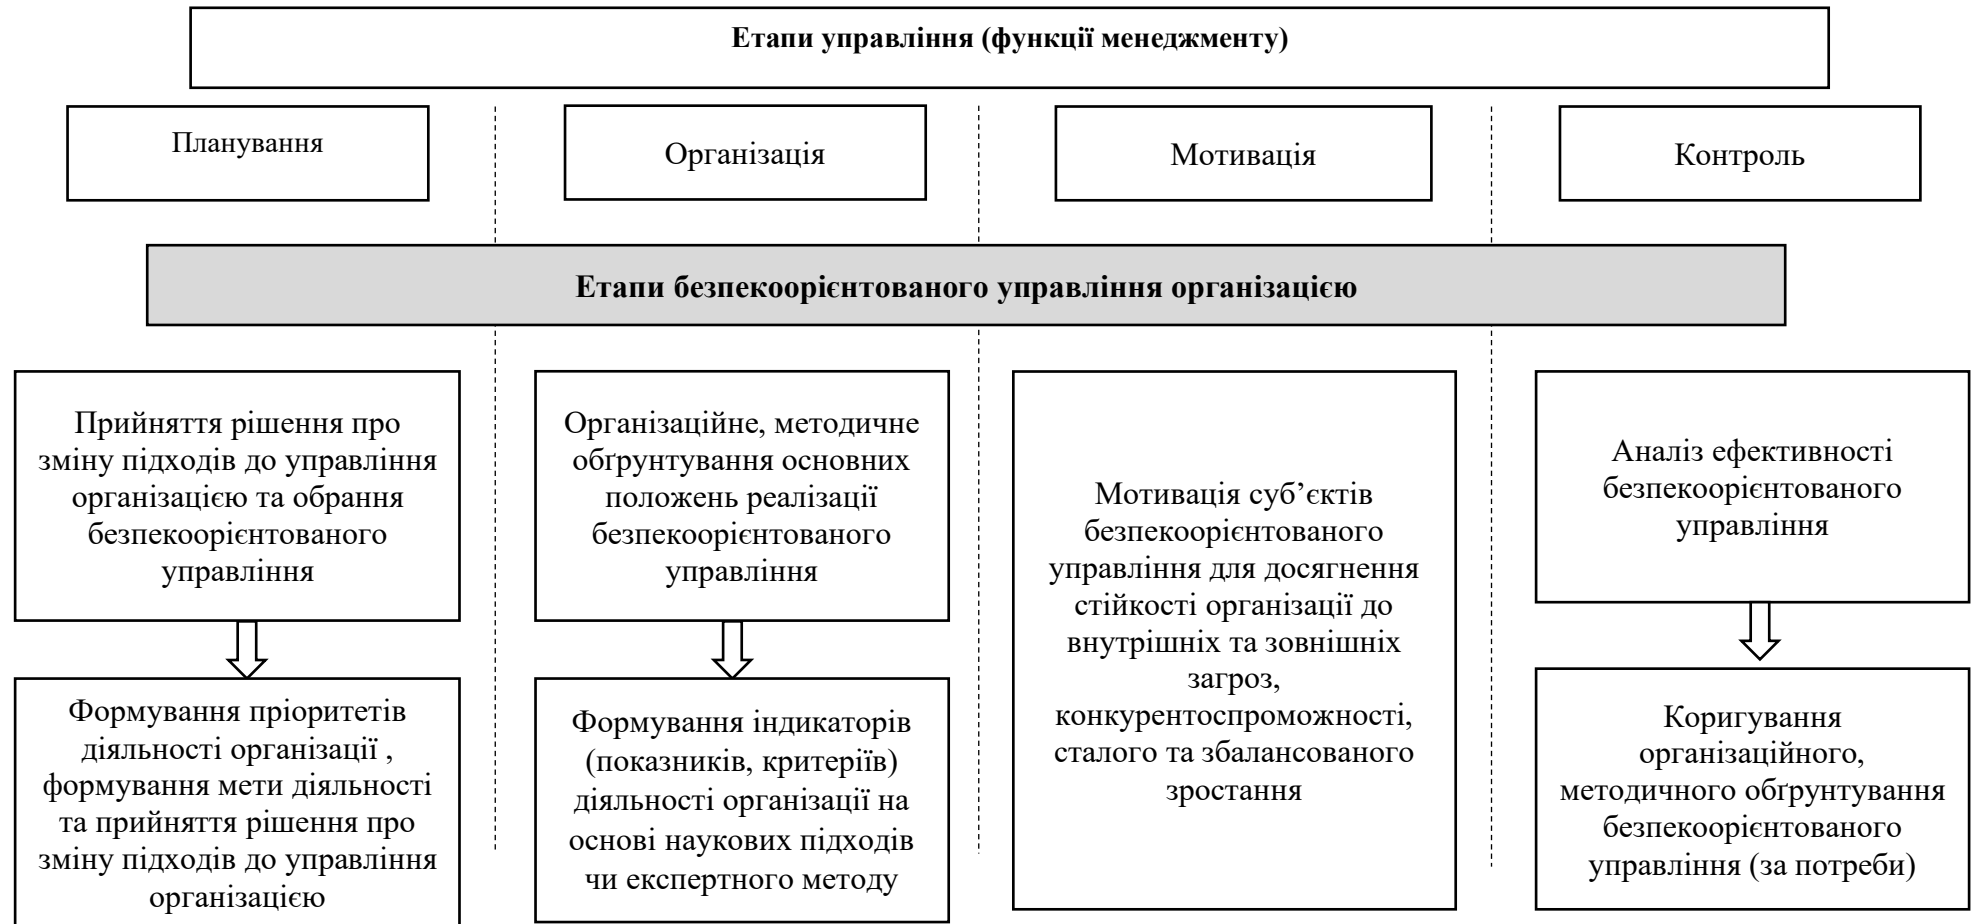 Етапи управління (функції менеджменту)
Планування
Організація
Мотивація
Контроль
Етапи безпекоорієнтованого управління організацією
Прийняття рішення про
зміну підходів до управління
організацією та обрання
безпекоорієнтованого
управління
Формування пріоритетів
діяльності організації ,
формування мети діяльності
та прийняття рішення про
зміну підходів до управління
організацією
Організаційне, методичне
обґрунтування основних
положень реалізації
безпекоорієнтованого
управління
Формування індикаторів
(показників, критеріїв)
діяльності організації на
основі наукових підходів
чи експертного методу
Мотивація суб’єктів
безпекоорієнтованого
управління для досягнення
стійкості організації до
внутрішніх та зовнішніх
загроз,
конкурентоспроможності,
сталого та збалансованого
зростання
Аналіз ефективності
безпекоорієнтованого
управління
Коригування
організаційного,
методичного обґрунтування
безпекоорієнтованого
управління (за потреби)